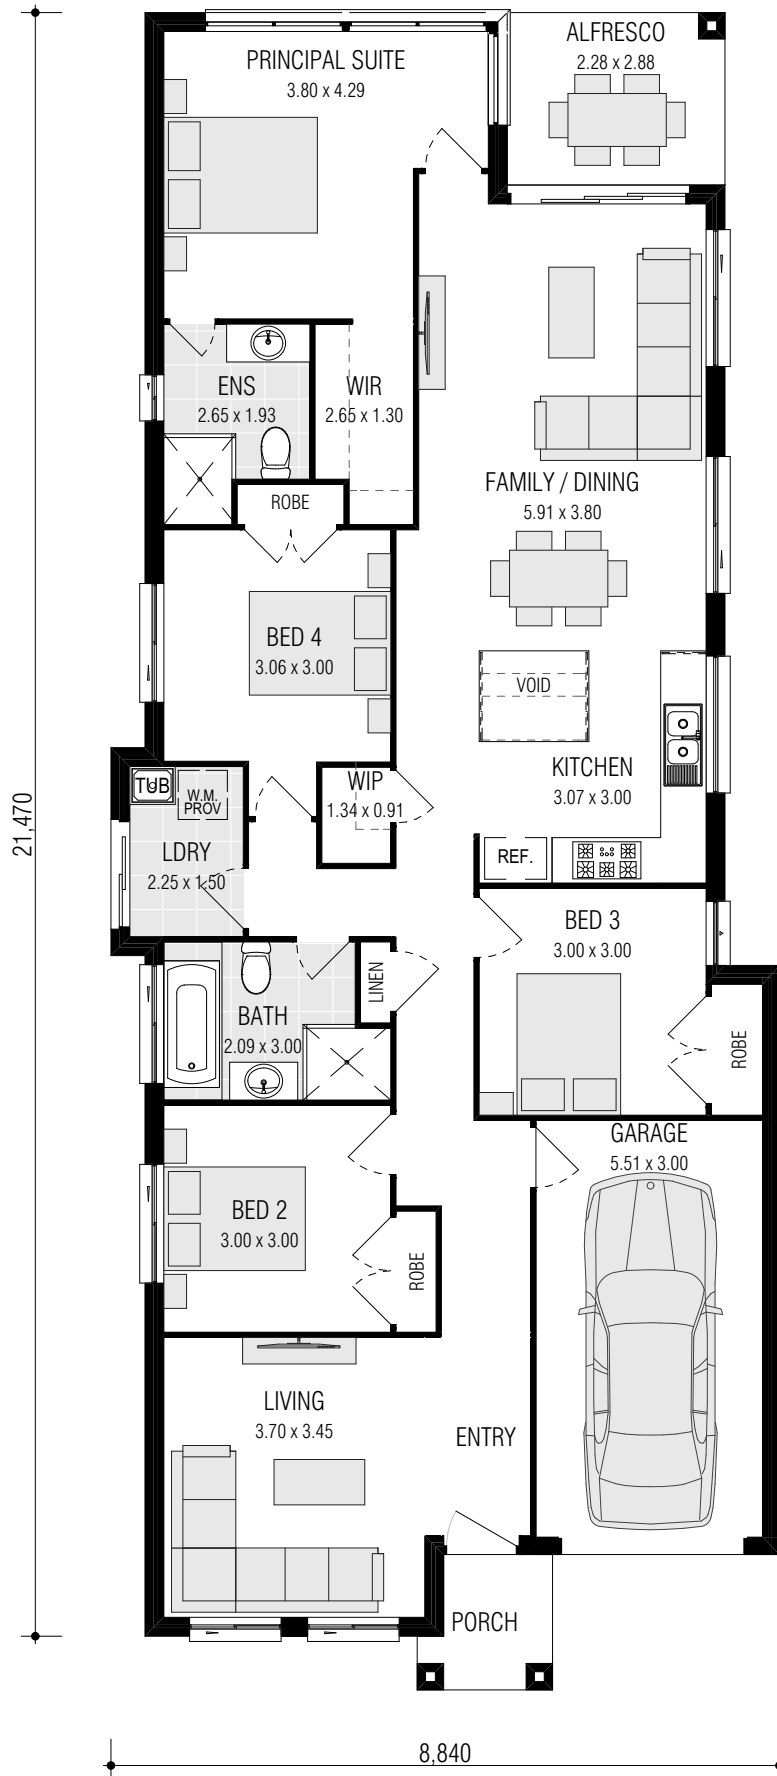 PRINCIPAL SUITE
3.80 x 4.29
ALFRESCO
2.28 x 2.88
ENS
2.65 x 1.93
WIR
2.65 x 1.30
ROBE
FAMILY / DINING
5.91 x 3.80
BED 4
3.06 x 3.00
VOID
KITCHEN
3.07 x 3.00
TUB
W.M.
PROV
WIP
1.34 x 0.91
21,470
LDRY
2.25 x 1.50
REF.
BED 3
3.00 x 3.00
LINEN
BATH
2.09 x 3.00
ROBE
GARAGE
5.51 x 3.00
BED 2
3.00 x 3.00
ROBE
LIVING
3.70 x 3.45
ENTRY
PORCH
8,840